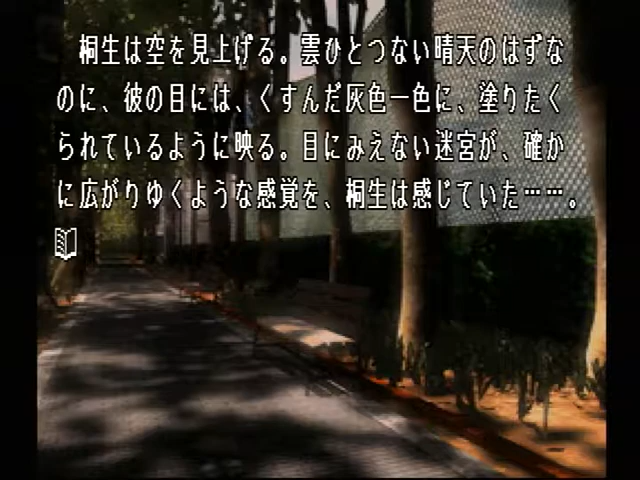 桐生は空を見上げる。雲ひとつない晴天のはずな
のに、彼の目には、くすんだ灰色一色に、塗りたく
られているように映る。目にみえない迷宮が、確か
に広がりゆくような感覚を、桐生は感じていた……。